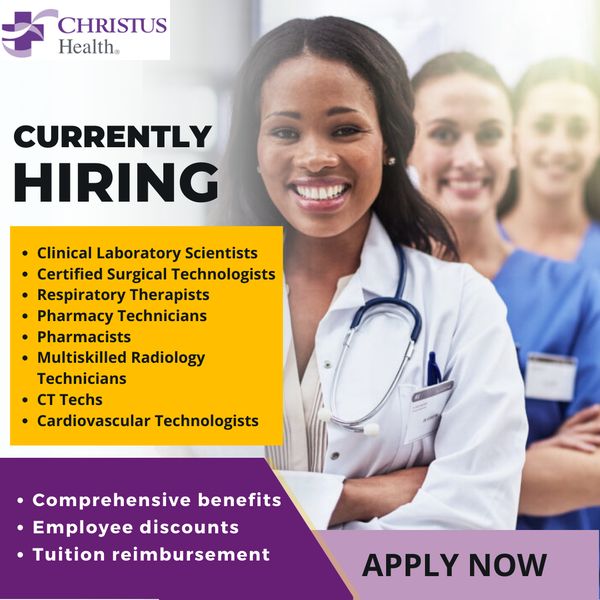 CHRISTUS
Health®
CURRENTLY
HIRING
• Clinical Laboratory Scientists
• Certified Surgical Technologists
• Respiratory Therapists
• Pharmacy Technicians
• Pharmacists
• Multiskilled Radiology
Technicians
• CT Techs
• Cardiovascular Technologists
• Comprehensive benefits
• Employee discounts
• Tuition reimbursement
APPLY NOW